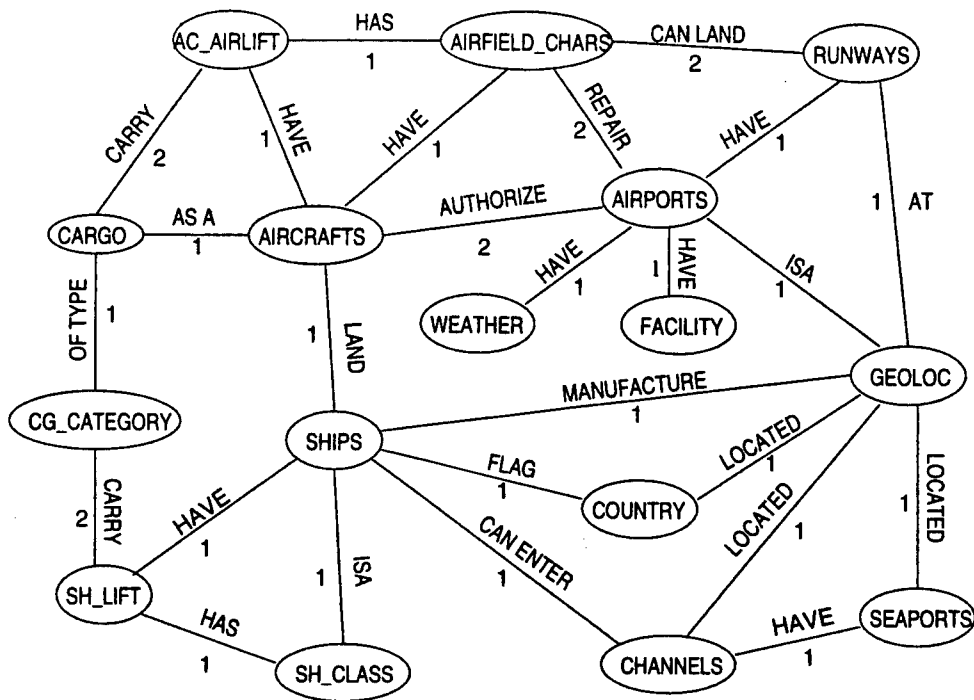 HAS
AC_AIRLIFT
1
AIRFIELD_CHARS
CAN LAND
2
RUNWAYS
CARRY
2
HAVE
1
HAVE
1
REPAIR
2
HAVE
1
AT
1
CARGO
AS A
1
AIRCRAFTS
AUTHORIZE
2
AIRPORTS
OF TYPE
1
LAND
1
HAVE
1
HAVE
1
ISA
1
WEATHER
FACILITY
GEOLOC
CG_CATEGORY
SHIPS
MANUFACTURE
1
FLAG
1
COUNTRY
LOCATED
1
LOCATED
1
LOCATED
1
CARRY
2
HAVE
1
ISA
1
CAN ENTER
1
SH_LIFT
HAS
1
SH_CLASS
CHANNELS
HAVE
1
SEAPORTS